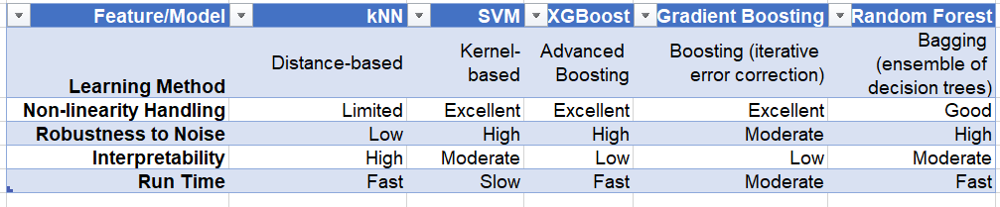 Feature/Model kNN SVM XGBoost Gradient Boosting Random Forest
Learning Method Distance-based Kernel-based Advanced Boosting Boosting (iterative error correction) Bagging (ensemble of decision trees)
Non-linearity Handling Limited Excellent Excellent Excellent Good
Robustness to Noise Low High High Moderate High
Interpretability High Moderate Low Low Moderate
Run Time Fast Slow Fast Moderate Fast